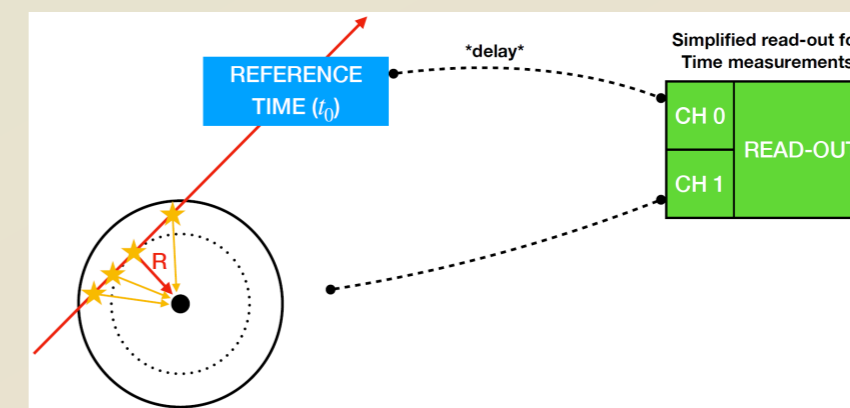 *delay*
Simplified read-out fo
Time measurements
REFERENCE
TIME (t₀)
CH 0
READ-OUT
CH 1
R